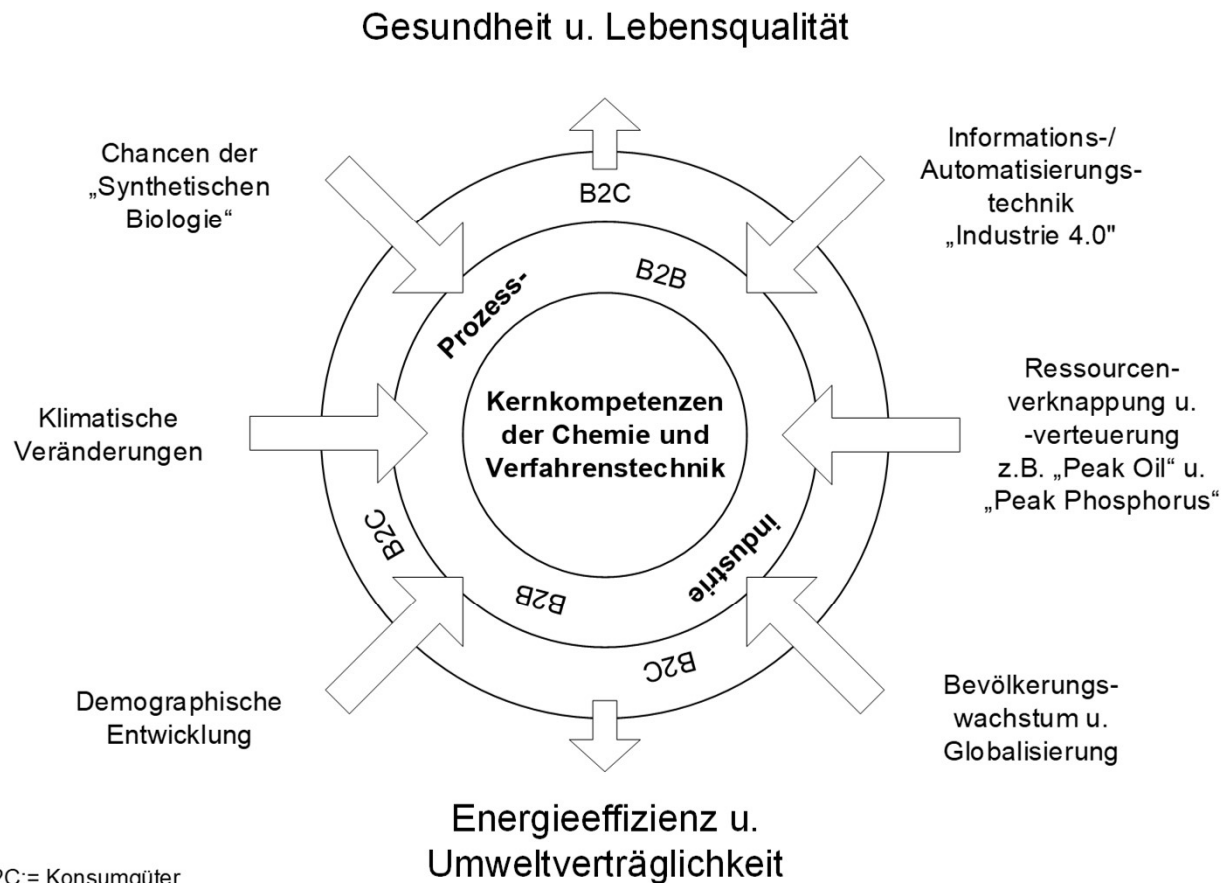 Gesundheit u. Lebensqualität
Chancen der
„Synthetischen
Biologie“
Informations-/
Automatisierungs-
technik
„Industrie 4.0"
B2C
B2B
Prozess-
Kernkompetenzen
der Chemie und
Verfahrenstechnik
Klimatische
Veränderungen
Ressourcen-
verknappung u.
-verteuerung
z.B. „Peak Oil“ u.
„Peak Phosphorus“
B2C
industrie
B2B
B2C
Demographische
Entwicklung
Bevölkerungs-
wachstum u.
Globalisierung
Energieeffizienz u.
Umweltverträglichkeit
2C:= Konsumgüter